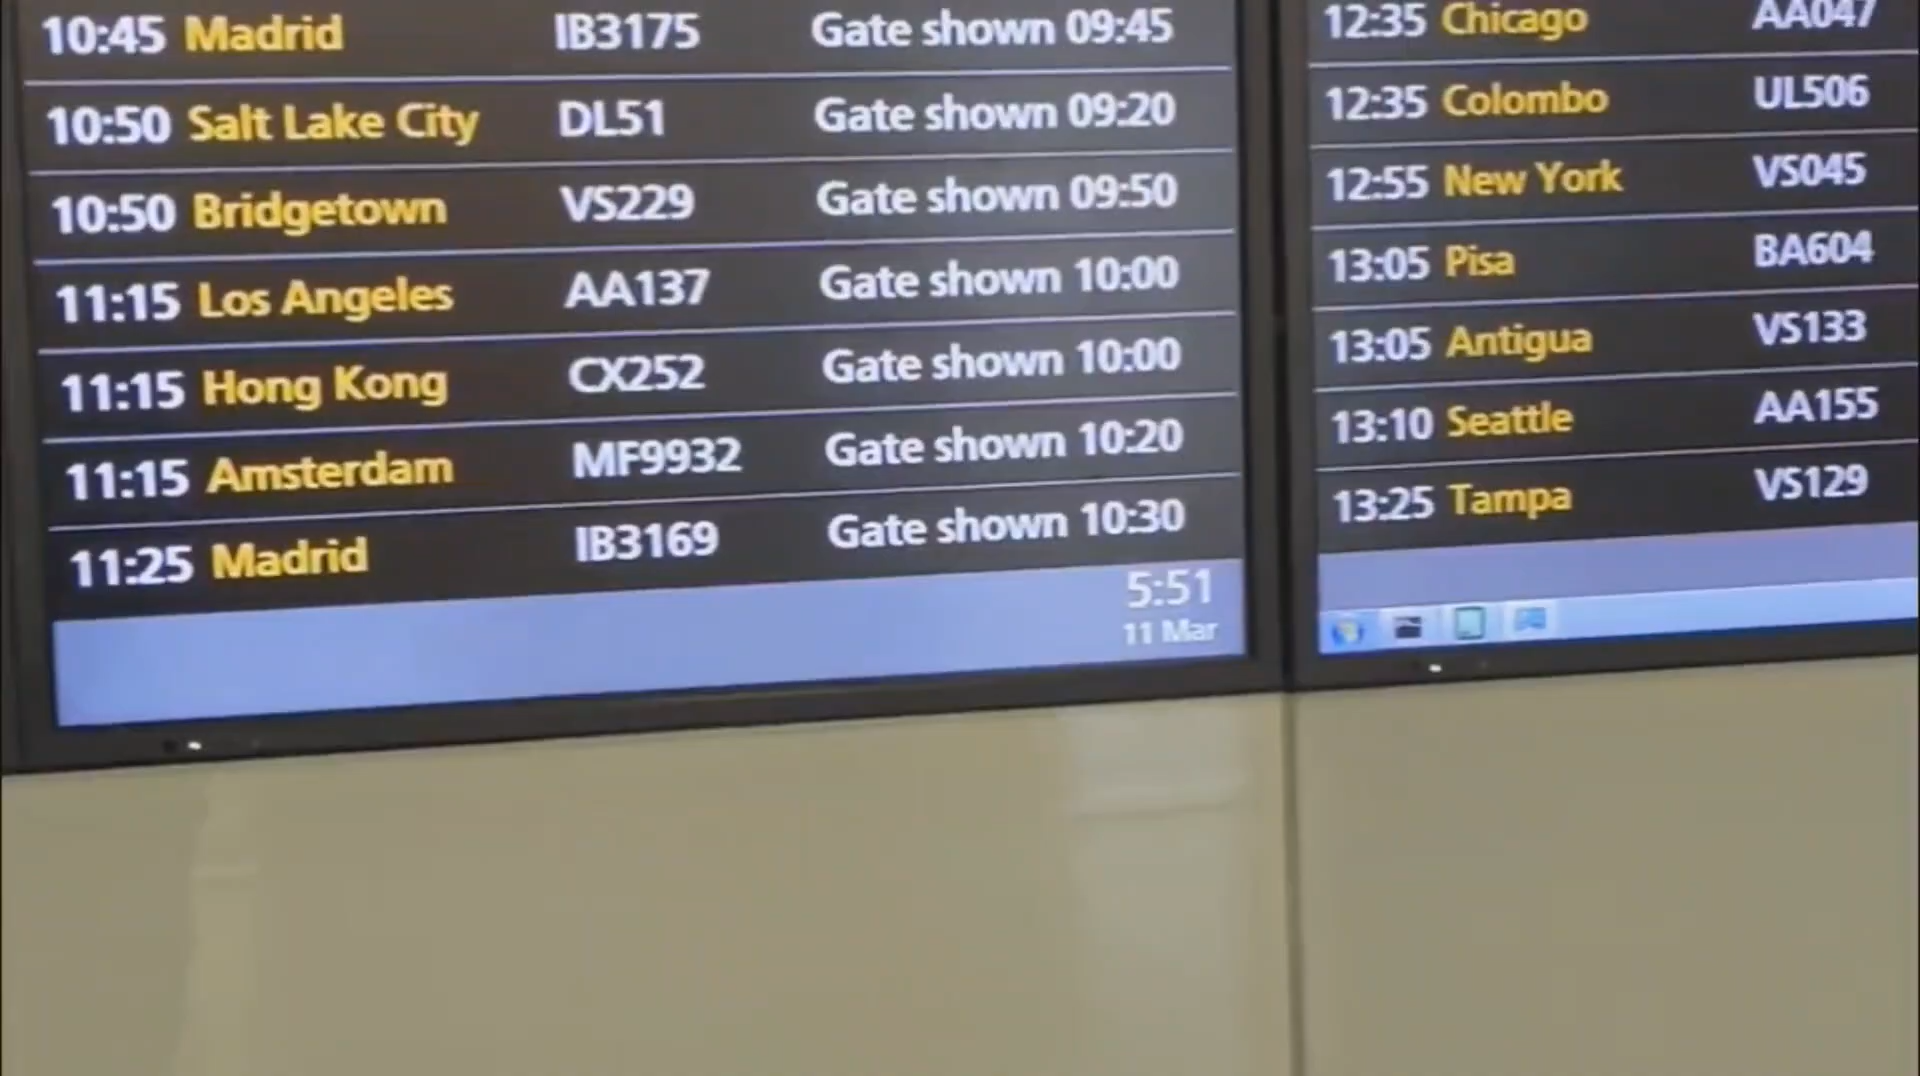 10:45 Madrid IB3175 Gate shown 09:45
10:50 Salt Lake City DL51 Gate shown 09:20
10:50 Bridgetown VS229 Gate shown 09:50
11:15 Los Angeles AA137 Gate shown 10:00
11:15 Hong Kong CX252 Gate shown 10:00
11:15 Amsterdam MF9932 Gate shown 10:20
11:25 Madrid IB3169 Gate shown 10:30
5:51
11 Mar
12:35 Chicago AA047
12:35 Colombo UL506
12:55 New York VS045
13:05 Pisa BA604
13:05 Antigua VS133
13:10 Seattle AA155
13:25 Tampa VS129